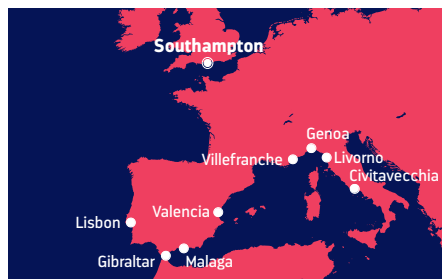 Southampton
Genoa
Villefranche
Livorno
Civitavecchia
Valencia
Lisbon
Gibraltar
Malaga